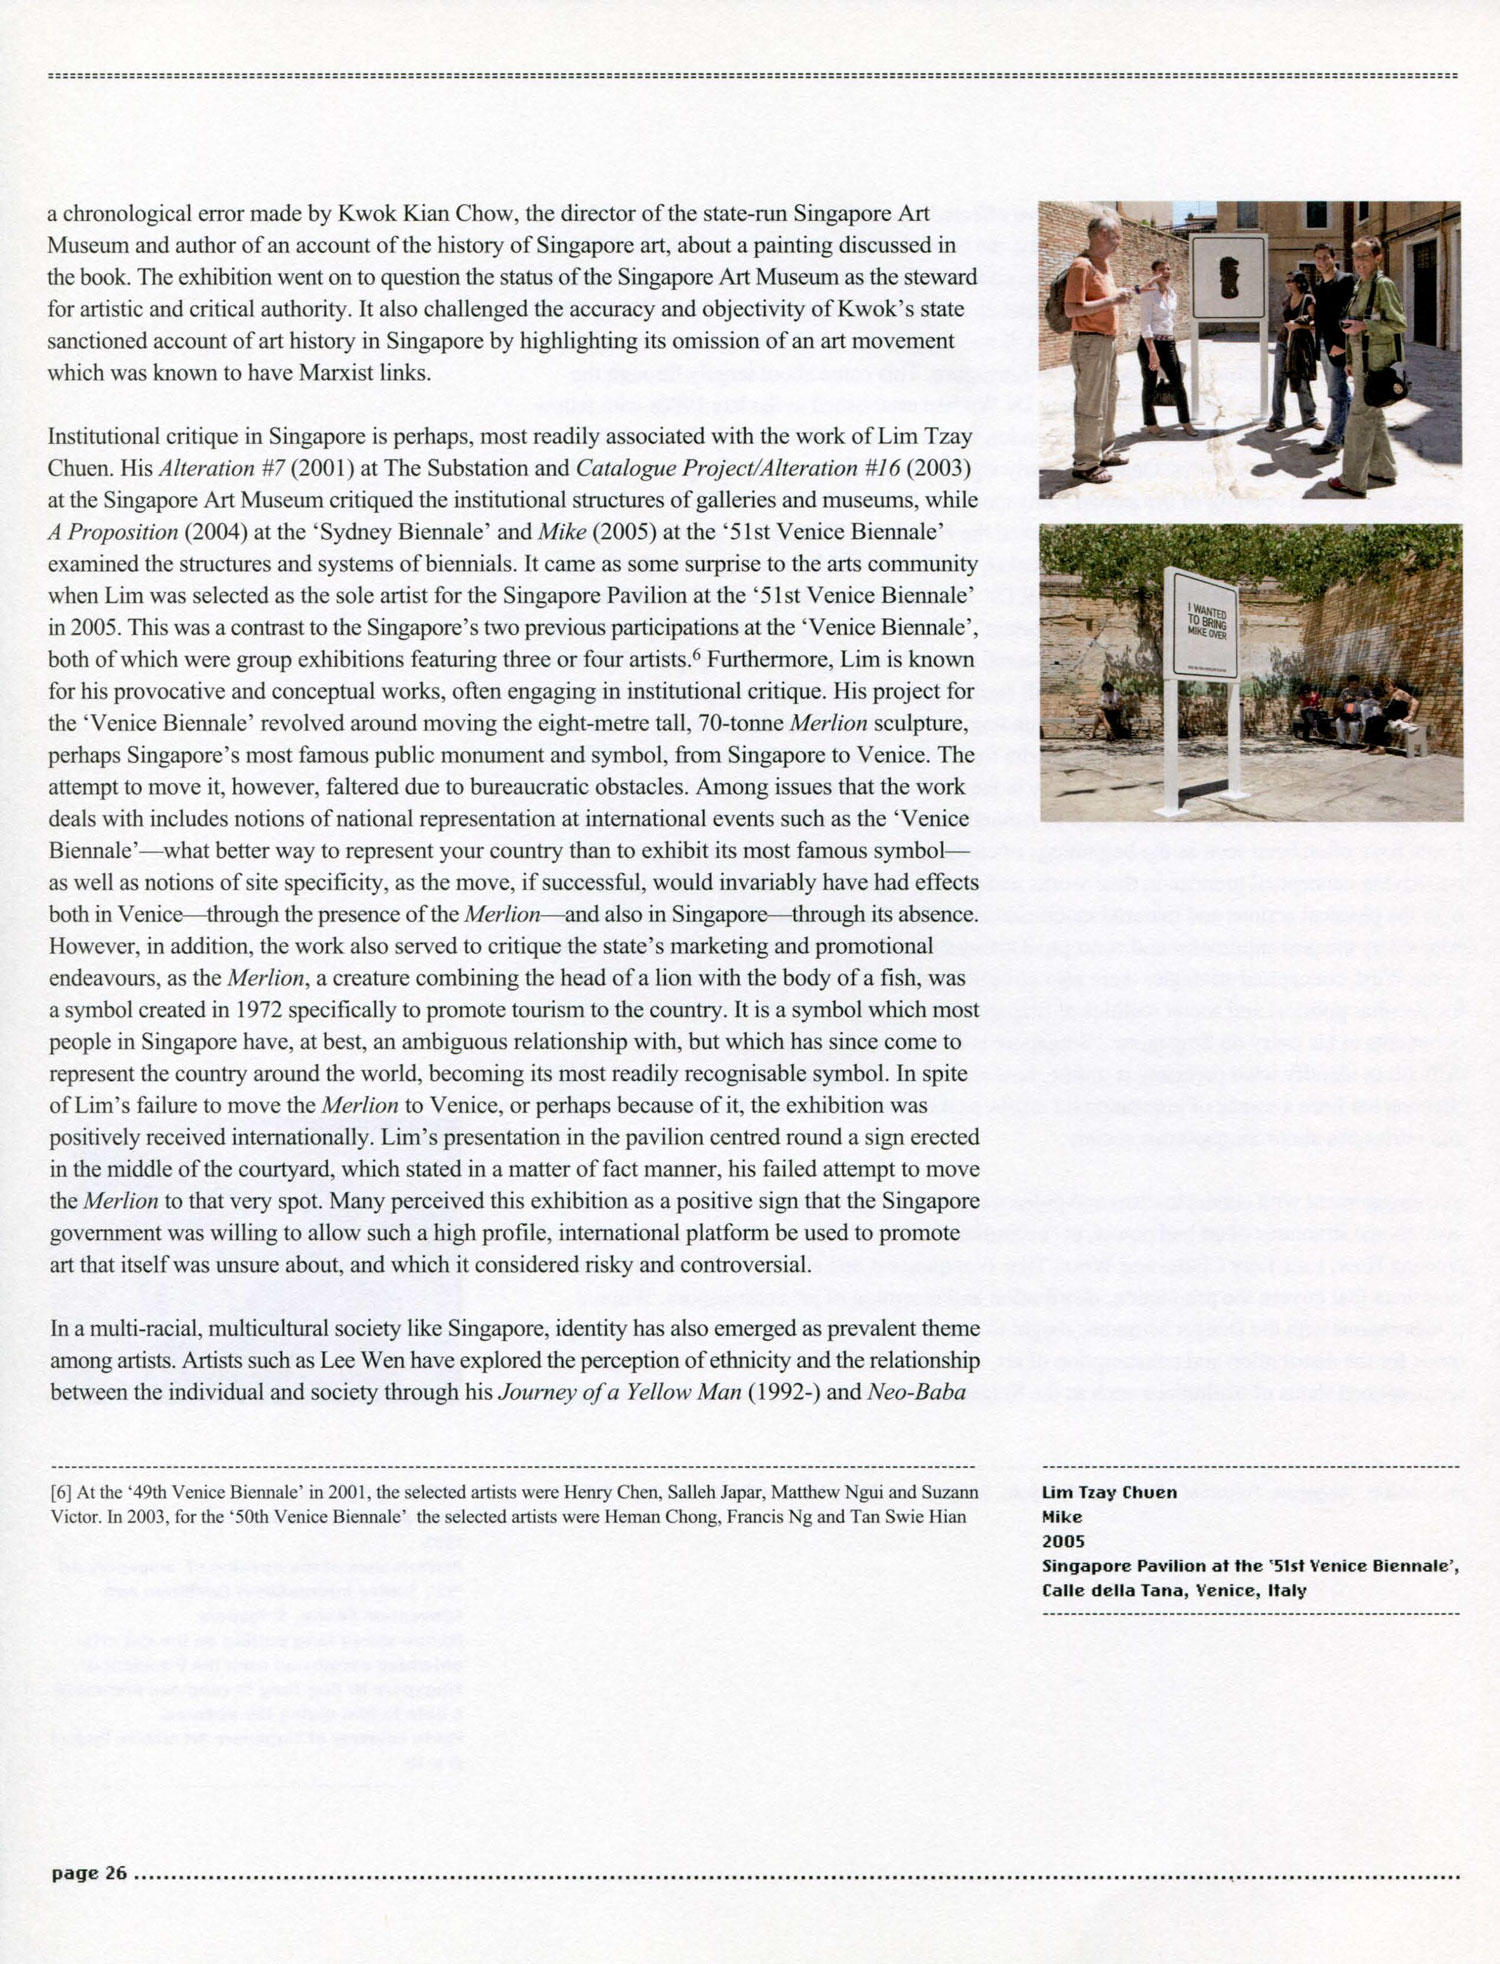 a chronological error made by Kwok Kian Chow, the director of the state-run Singapore Art
Museum and author of an account of the history of Singapore art, about a painting discussed in
the book. The exhibition went on to question the status of the Singapore Art Museum as the steward
for artistic and critical authority. It also challenged the accuracy and objectivity of Kwok's state
sanctioned account of art history in Singapore by highlighting its omission of an art movement
which was known to have Marxist links.
Institutional critique in Singapore is perhaps, most readily associated with the work of Lim Tzay
Chuen. His Alteration #7 (2001) at The Substation and Catalogue Project/Alteration #16 (2003)
at the Singapore Art Museum critiqued the institutional structures of galleries and museums, while
A Proposition (2004) at the ‘Sydney Biennale’ and Mike (2005) at the ‘51st Venice Biennale’
examined the structures and systems of biennials. It came as some surprise to the arts community
when Lim was selected as the sole artist for the Singapore Pavilion at the ‘51st Venice Biennale’
in 2005. This was a contrast to the Singapore's two previous participations at the ‘Venice Biennale’,
both of which were group exhibitions featuring three or four artists.6 Furthermore, Lim is known
for his provocative and conceptual works, often engaging in institutional critique. His project for
the ‘Venice Biennale’ revolved around moving the eight-metre tall, 70-tonne Merlion sculpture,
perhaps Singapore's most famous public monument and symbol, from Singapore to Venice. The
attempt to move it, however, faltered due to bureaucratic obstacles. Among issues that the work
deals with includes notions of national representation at international events such as the ‘Venice
Biennale’—what better way to represent your country than to exhibit its most famous symbol—
as well as notions of site specificity, as the move, if successful, would invariably have had effects
both in Venice—through the presence of the Merlion—and also in Singapore—through its absence.
However, in addition, the work also served to critique the state's marketing and promotional
endeavours, as the Merlion, a creature combining the head of a lion with the body of a fish, was
a symbol created in 1972 specifically to promote tourism to the country. It is a symbol which most
people in Singapore have, at best, an ambiguous relationship with, but which has since come to
represent the country around the world, becoming its most readily recognisable symbol. In spite
of Lim's failure to move the Merlion to Venice, or perhaps because of it, the exhibition was
positively received internationally. Lim's presentation in the pavilion centred round a sign erected
in the middle of the courtyard, which stated in a matter of fact manner, his failed attempt to move
the Merlion to that very spot. Many perceived this exhibition as a positive sign that the Singapore
government was willing to allow such a high profile, international platform be used to promote
art that itself was unsure about, and which it considered risky and controversial.
In a multi-racial, multicultural society like Singapore, identity has also emerged as prevalent theme
among artists. Artists such as Lee Wen have explored the perception of ethnicity and the relationship
between the individual and society through his Journey of a Yellow Man (1992-) and Neo-Baba
I WANTED
TO BRING
MIKE OVER
[6] At the ‘49th Venice Biennale’ in 2001, the selected artists were Henry Chen, Salleh Japar, Matthew Ngui and Suzann
Victor. In 2003, for the ‘50th Venice Biennale’ the selected artists were Heman Chong, Francis Ng and Tan Swie Hian
Lim Tzay Chuen
Mike
2005
Singapore Pavilion at the ‘51st Venice Biennale’,
Calle della Tana, Venice, Italy
page 26